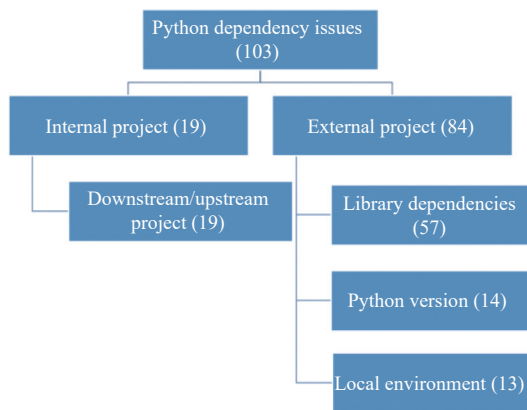 Python dependency issues
(103)
Internal project (19)
External project (84)
Downstream/upstream
project (19)
Library dependencies
(57)
Python version (14)
Local environment (13)